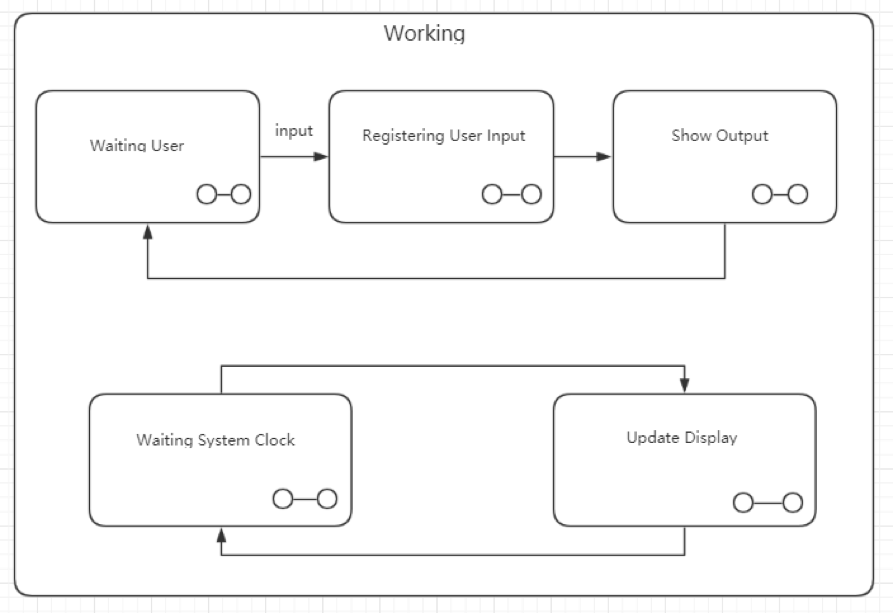 Working
Waiting User
input
Registering User Input
Show Output
Waiting System Clock
Update Display